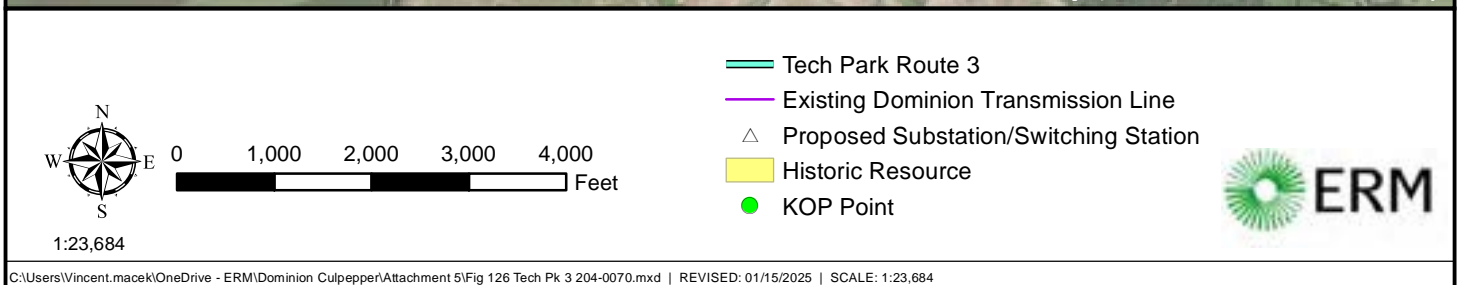 N
W E
S
1:23,684
0 1,000 2,000 3,000 4,000
Feet
Tech Park Route 3
Existing Dominion Transmission Line
Proposed Substation/Switching Station
Historic Resource
KOP Point
ERM
C:\Users\Vincent.macek\OneDrive - ERM\Dominion Culpepper\Attachment 5\Fig 126 Tech Pk 3 204-0070.mxd | REVISED: 01/15/2025 | SCALE: 1:23,684